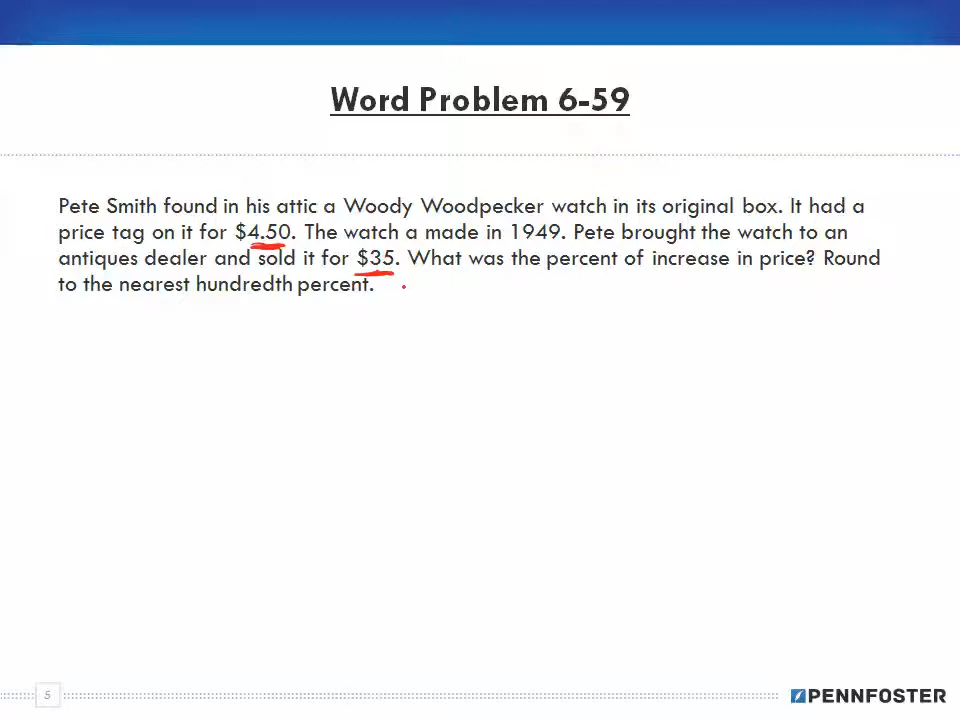 Word Problem 6-59
Pete Smith found in his attic a Woody Woodpecker watch in its original box. It had a
price tag on it for $4.50. The watch a made in 1949. Pete brought the watch to an
antiques dealer and sold it for $35. What was the percent of increase in price? Round
to the nearest hundredth percent.
5
PENNFOSTER